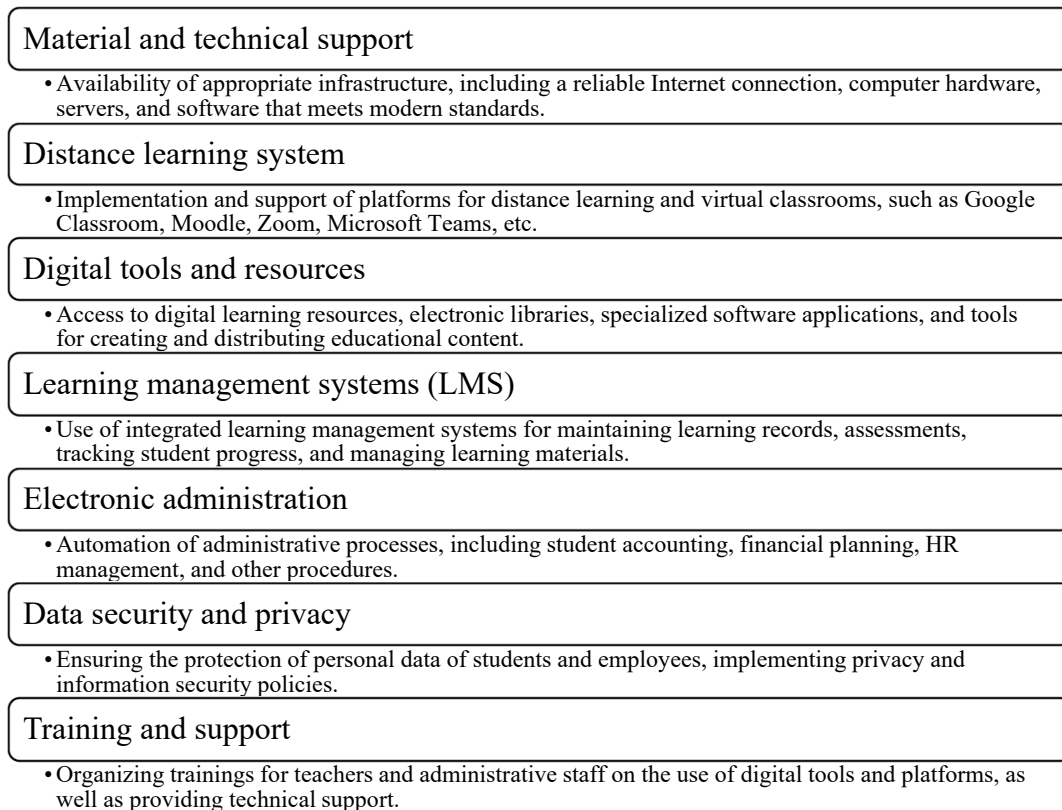 Material and technical support
• Availability of appropriate infrastructure, including a reliable Internet connection, computer hardware,
servers, and software that meets modern standards.
Distance learning system
• Implementation and support of platforms for distance learning and virtual classrooms, such as Google
Classroom, Moodle, Zoom, Microsoft Teams, etc.
Digital tools and resources
• Access to digital learning resources, electronic libraries, specialized software applications, and tools
for creating and distributing educational content.
Learning management systems (LMS)
• Use of integrated learning management systems for maintaining learning records, assessments,
tracking student progress, and managing learning materials.
Electronic administration
• Automation of administrative processes, including student accounting, financial planning, HR
management, and other procedures.
Data security and privacy
• Ensuring the protection of personal data of students and employees, implementing privacy and
information security policies.
Training and support
• Organizing trainings for teachers and administrative staff on the use of digital tools and platforms, as
well as providing technical support.